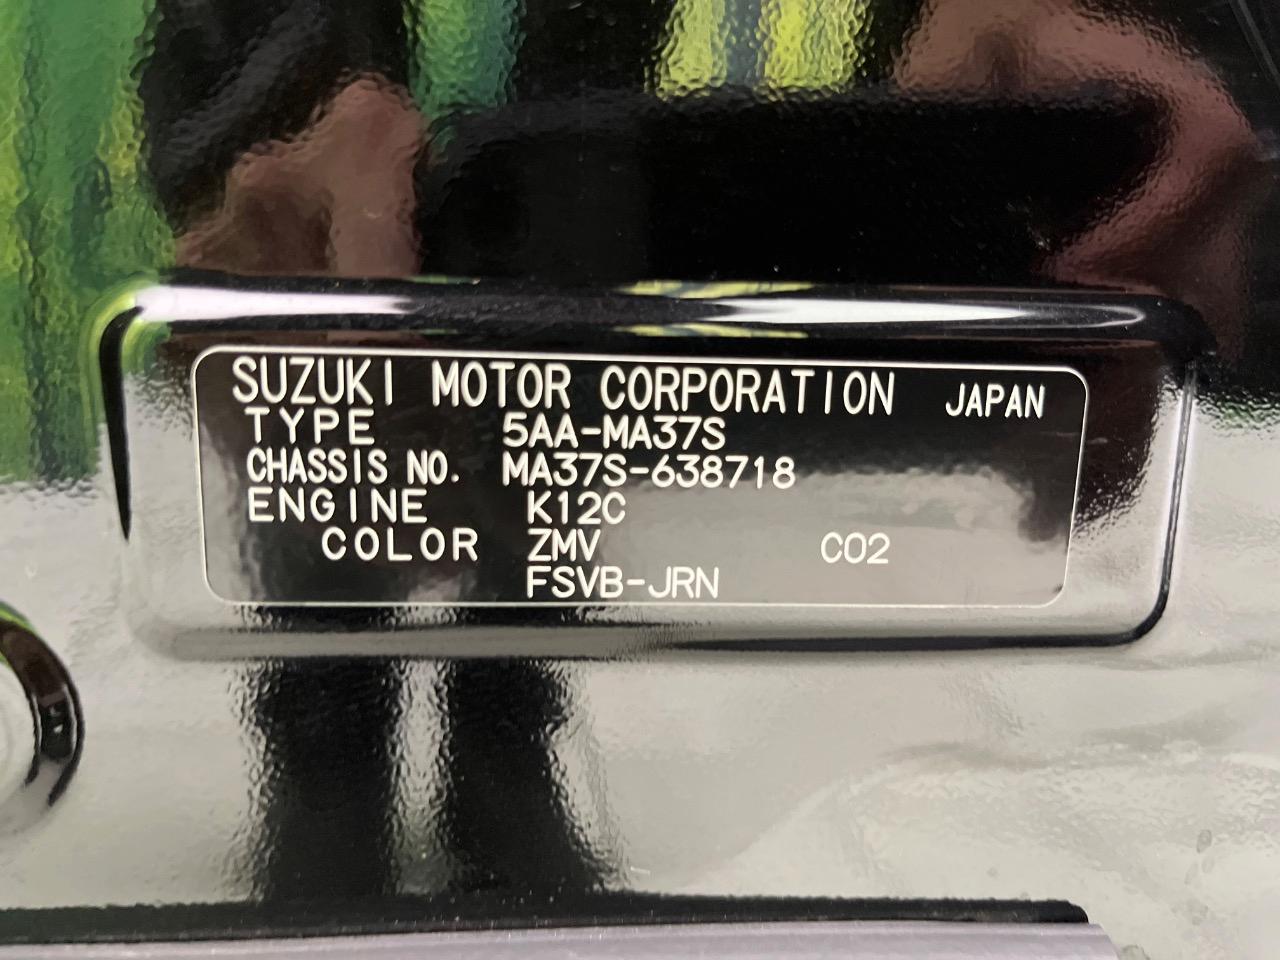 SUZUKI MOTOR CORPORATION JAPAN
TYPE 5AA-MA37S
CHASSIS NO. MA37S-638718
ENGINE K12C
COLOR ZMV C02
FSVB-JRN